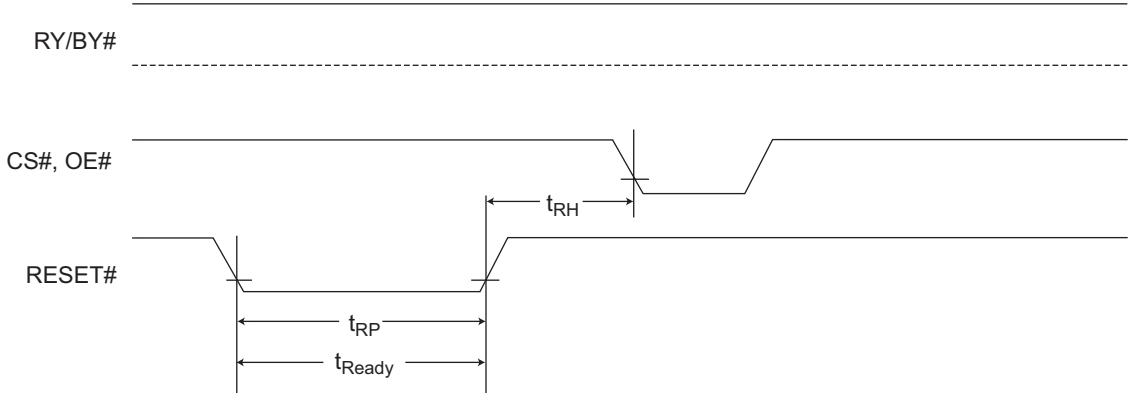 RY/BY#
CS#, OE#
tRH
RESET#
tRP
tReady